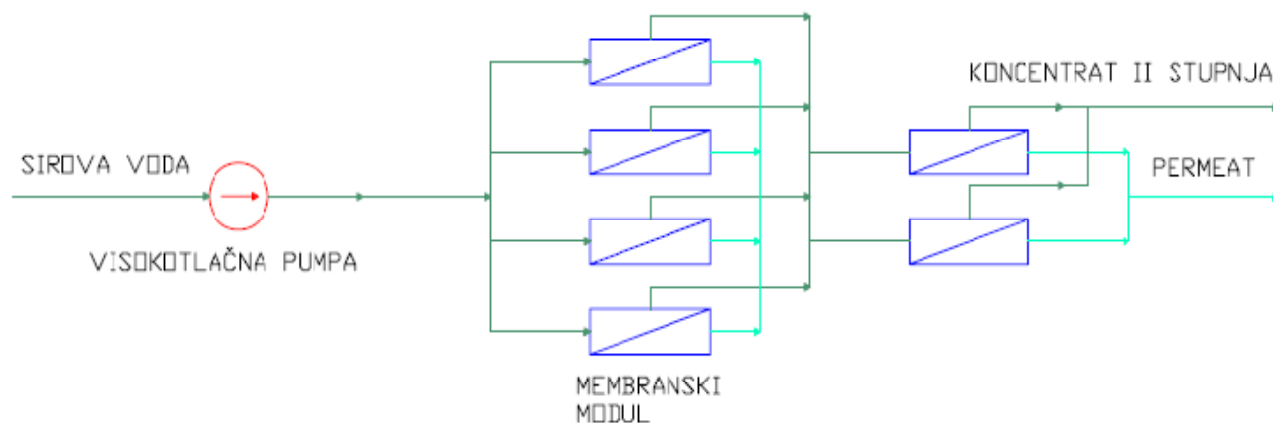 KONCENTRAT II STUPNJA
SIROVA VODA
PERMEAT
VISOKOTLAČNA PUMPA
MEMBRANSKI
MODUL